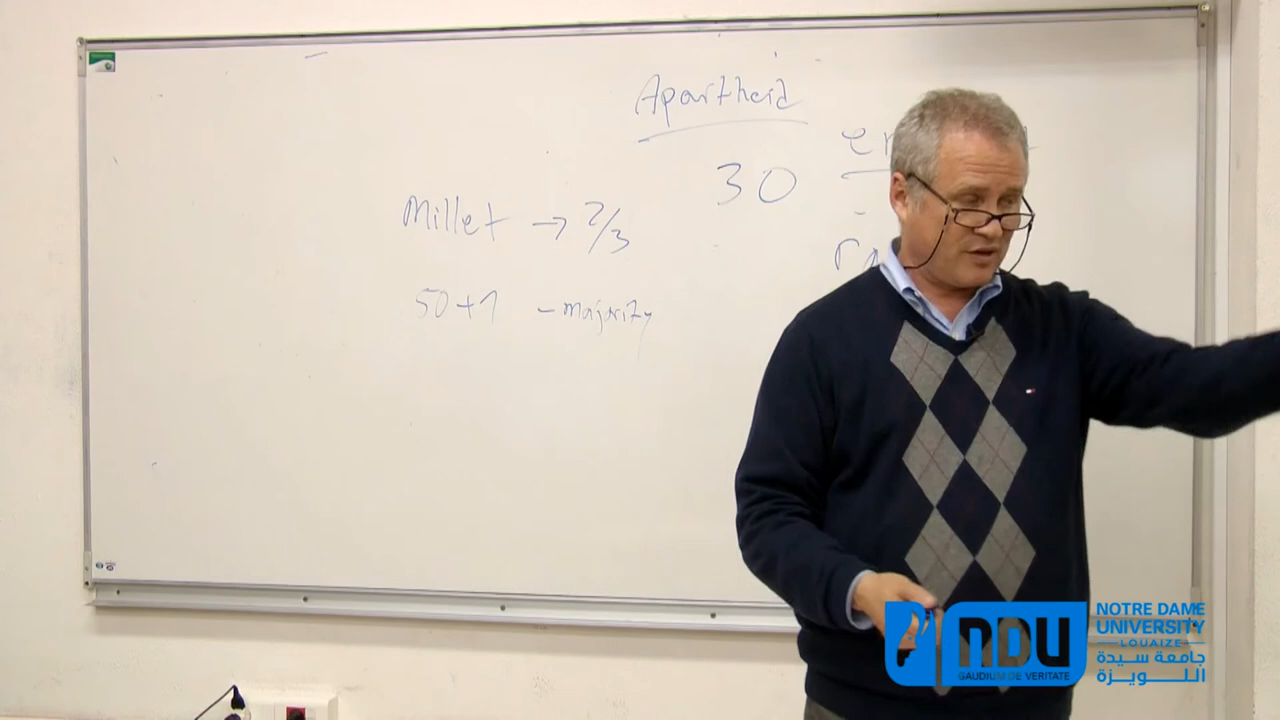 Apartheid
30
Millet → 2/3
50+1 - majority
NDU
GAUDIUM DE VERITATE
NOTRE DAME
UNIVERSITY
LOUAIZE
جامعة سيدة
اللويزة